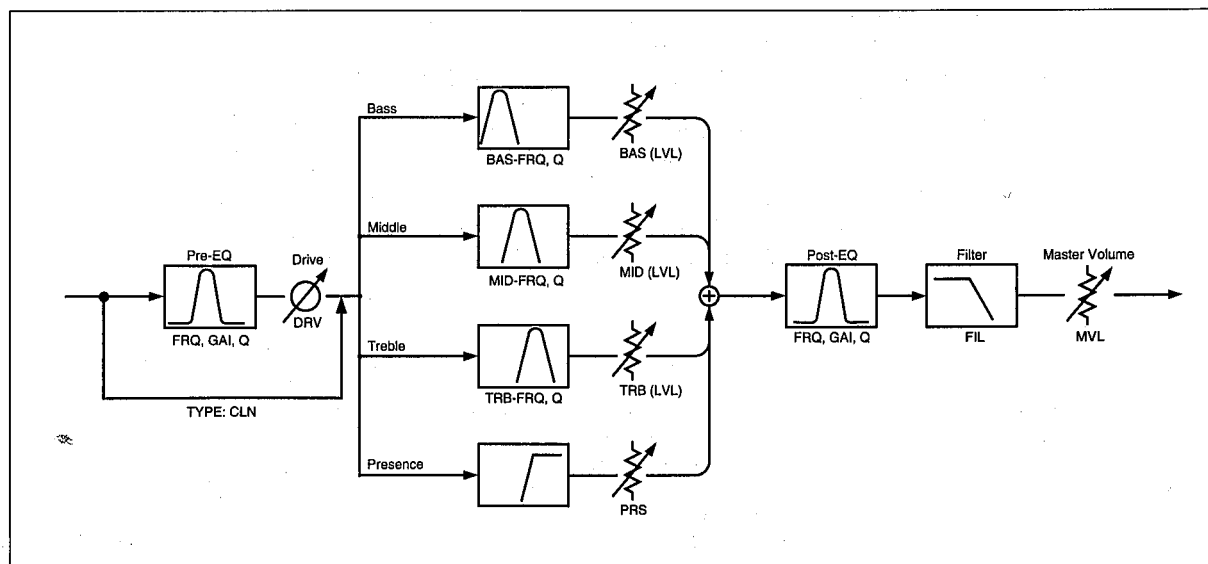 Bass
BAS-FRQ, Q
BAS (LVL)
Middle
MID-FRQ, Q
MID (LVL)
Pre-EQ
FRQ, GAI, Q
Drive
DRV
TYPE: CLN
Treble
TRB-FRQ, Q
TRB (LVL)
Presence
PRS
Post-EQ
FRQ, GAI, Q
Filter
FIL
Master Volume
MVL